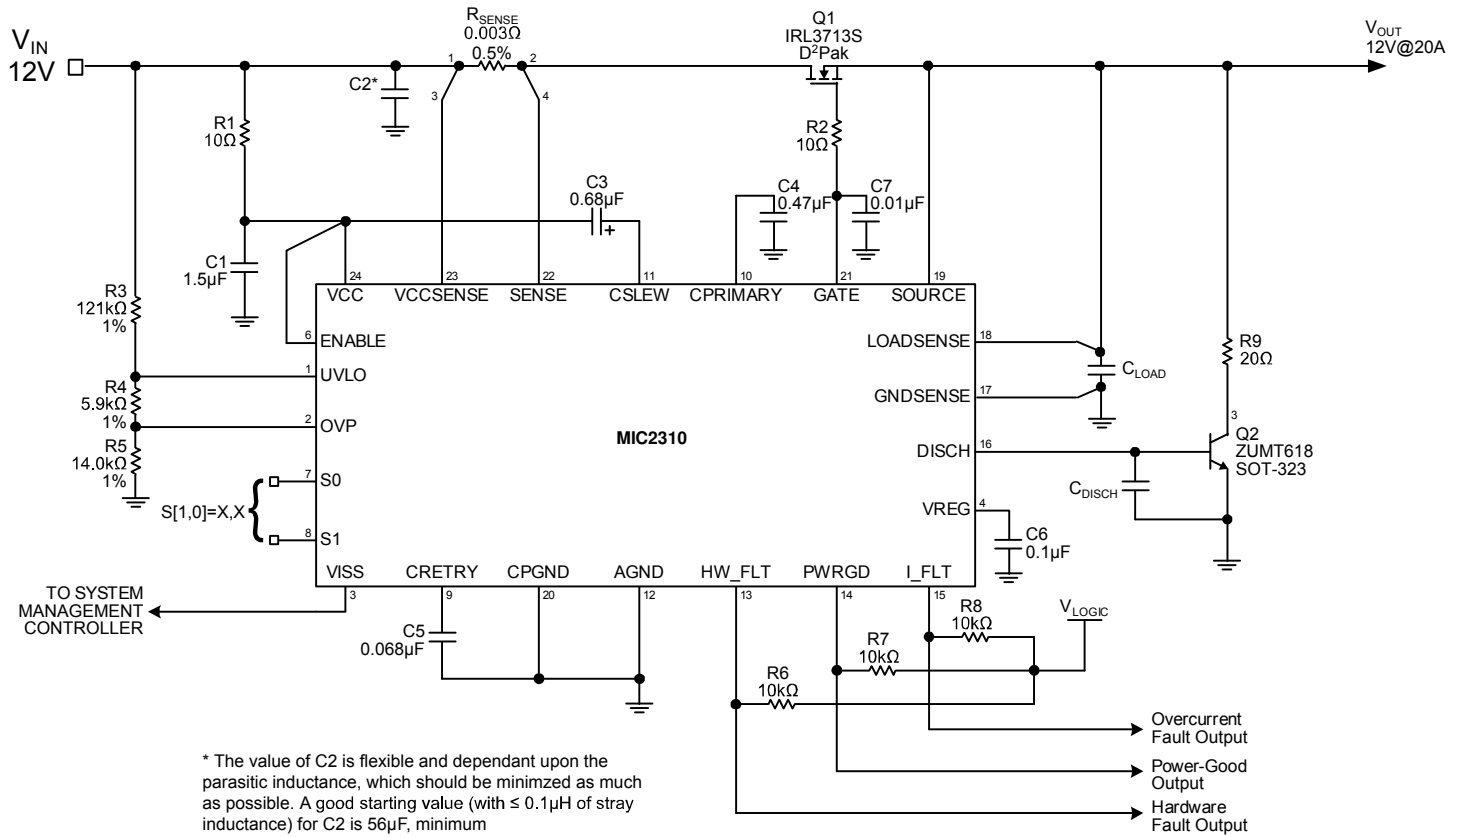 V_IN
12V
R_SENSE
0.003Ω
0.5%
1
2
3
4
C2*
Q1
IRL3713S
D²Pak
V_OUT
12V@20A
R1
10Ω
R2
10Ω
C3
0.68µF
+
C4
0.47µF
C7
0.01µF
C1
1.5µF
R3
121kΩ
1%
R4
5.9kΩ
1%
R5
14.0kΩ
1%
24
23
22
11
10
21
19
VCC
VCCSENSE
SENSE
CSLEW
CPRIMARY
GATE
SOURCE
6
ENABLE
1
UVLO
2
OVP
7
S0
8
S1
S[1,0]=X,X
MIC2310
LOADSENSE
18
GNDSENSE
17
DISCH
16
VREG
4
C_LOAD
R9
20Ω
3
Q2
ZUMT618
SOT-323
C_DISCH
C6
0.1µF
VISS
CRETRY
CPGND
AGND
HW_FLT
PWRGD
I_FLT
3
9
20
12
13
14
15
TO SYSTEM
MANAGEMENT
CONTROLLER
C5
0.068µF
R8
10kΩ
R7
10kΩ
R6
10kΩ
V_LOGIC
Overcurrent
Fault Output
Power-Good
Output
Hardware
Fault Output
* The value of C2 is flexible and dependant upon the
parasitic inductance, which should be minimzed as much
as possible. A good starting value (with ≤ 0.1µH of stray
inductance) for C2 is 56µF, minimum